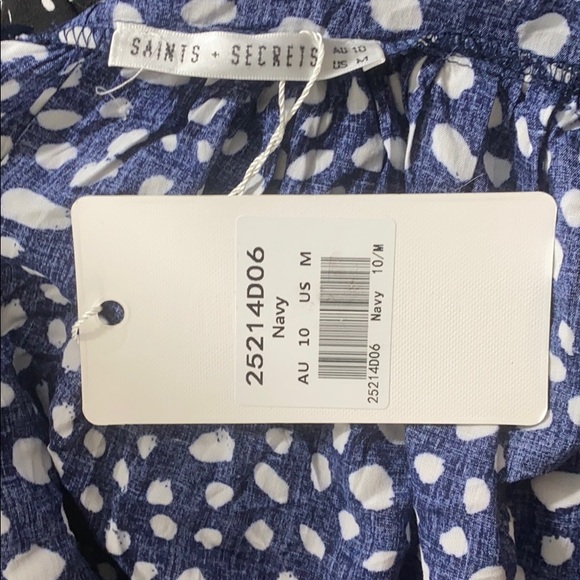 SAINTS + SECRETS
AU 10
US M
25214D06
Navy
AU 10 US M
25214D06 Navy 10/M